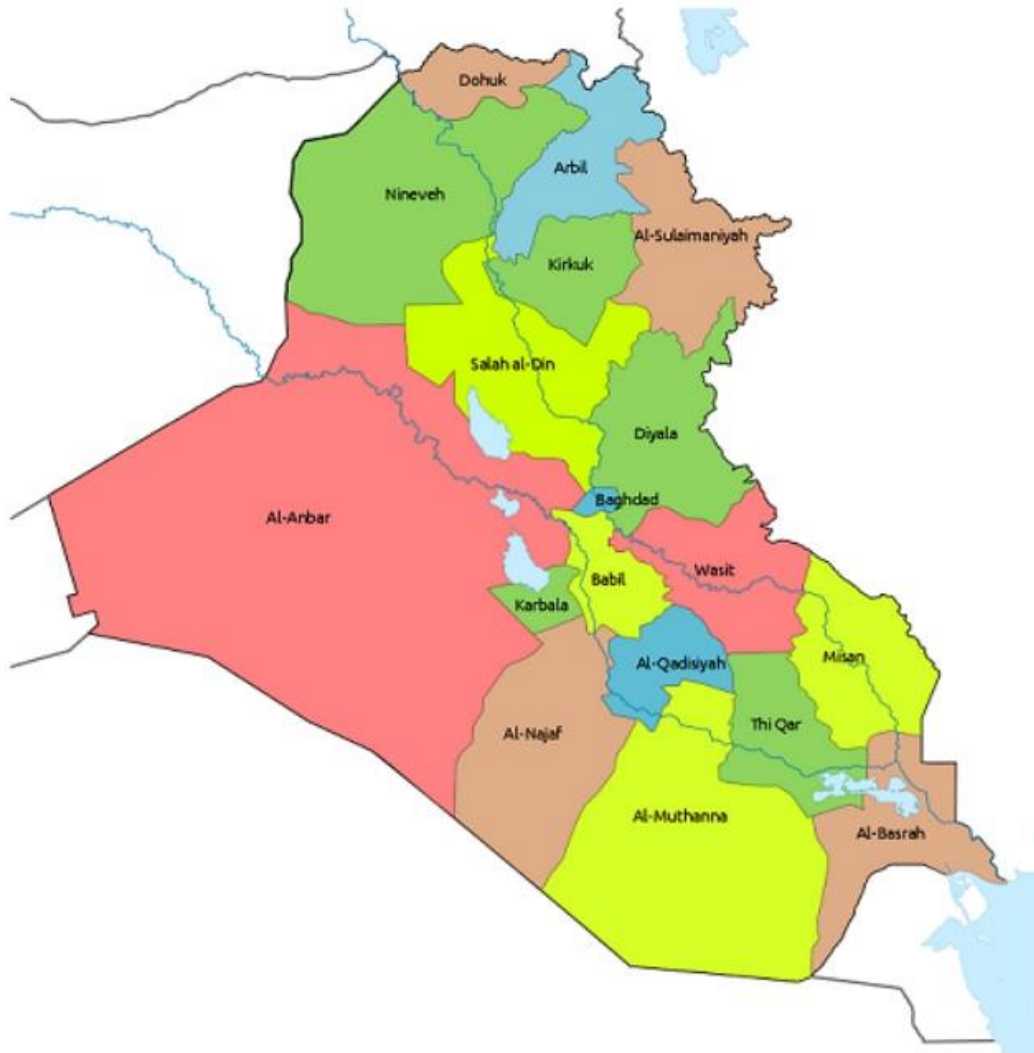 Dohuk
Arbil
Nineveh
Al-Sulaimaniyah
Kirkuk
Salah al-Din
Diyala
Baghdad
Al-Anbar
Wasit
Babil
Karbala
Misan
Al-Qadisiyah
Thi Qar
Al-Najaf
Al-Muthanna
Al-Basrah